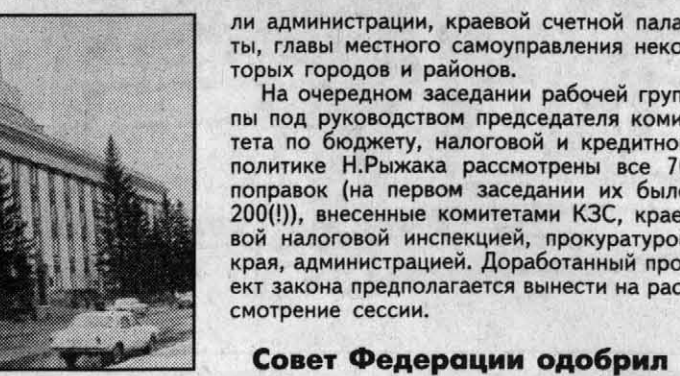 ли администрации, краевой счетной пала
ты, главы местного самоуправления неко
торых городов и районов.
На очередном заседании рабочей груп
пы под руководством председателя коми
тета по бюджету, налоговой и кредитно
политике Н.Рыжака рассмотрены все 7
поправок (на первом заседании их был
200(!)), внесенные комитетами КЗС, крае
вой налоговой инспекцией, прокуратуро
края, администрацией. Доработанный про
ект закона предполагается вынести на рас
смотрение сессии.
Совет Федерации одобрил